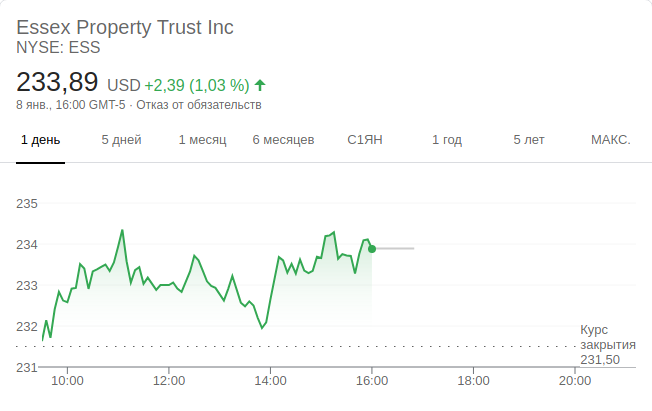 Essex Property Trust Inc
NYSE: ESS
233,89 USD +2,39 (1,03 %)
8 янв., 16:00 GMT-5 · Отказ от обязательств
1 день 5 дней 1 месяц 6 месяцев С1ЯН 1 год 5 лет МАКС.
235
234
233
232
231
Курс
закрытия
231,50
10:00 12:00 14:00 16:00 18:00 20:00